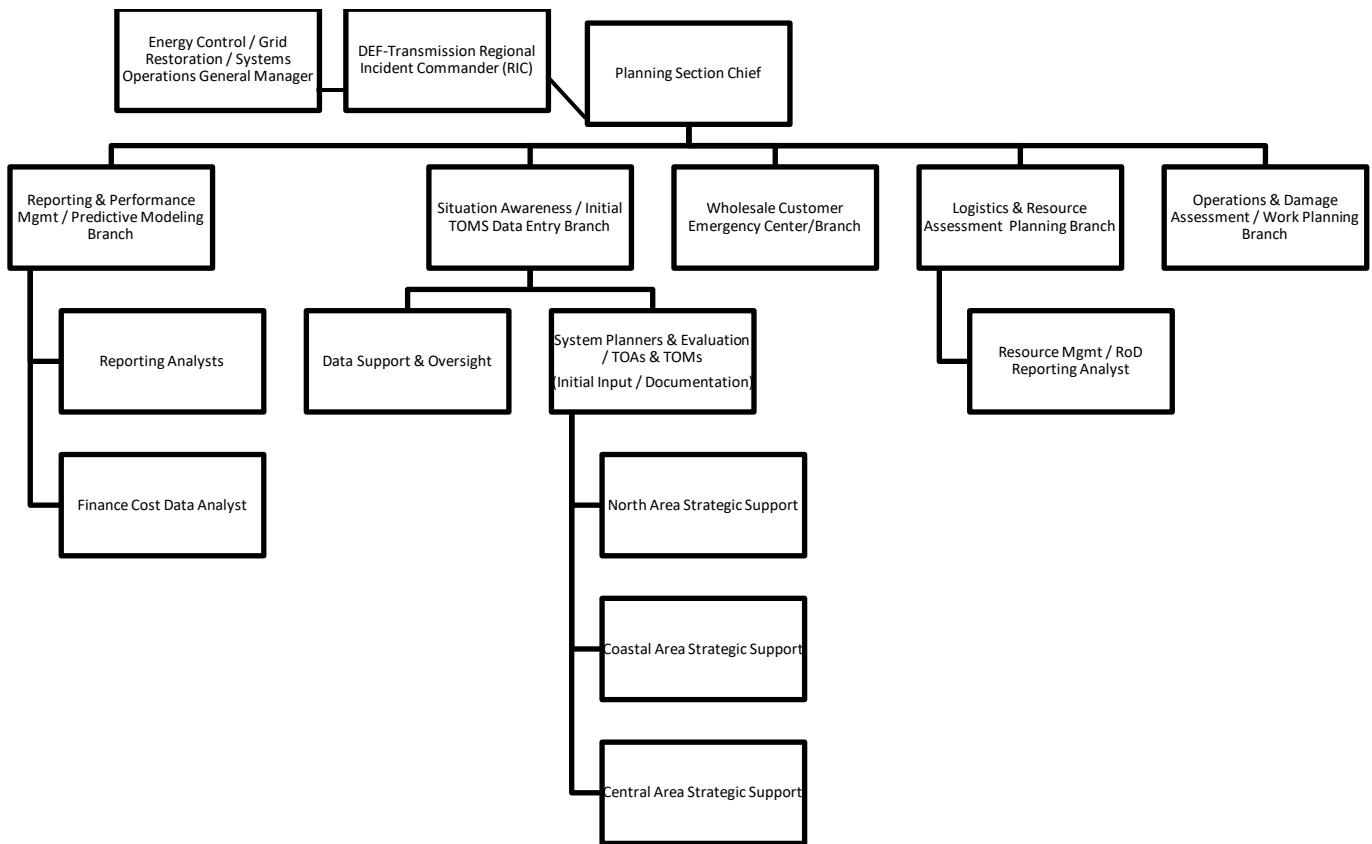 Energy Control / Grid
Restoration / Systems
Operations General Manager
DEF-Transmission Regional
Incident Commander (RIC)
Planning Section Chief
Reporting & Performance
Mgmt / Predictive Modeling
Branch
Situation Awareness / Initial
TOMS Data Entry Branch
Wholesale Customer
Emergency Center/Branch
Logistics & Resource
Assessment Planning Branch
Operations & Damage
Assessment / Work Planning
Branch
Reporting Analysts
Data Support & Oversight
System Planners & Evaluation
/ TOAs & TOMs
(Initial Input / Documentation)
Resource Mgmt / RoD
Reporting Analyst
Finance Cost Data Analyst
North Area Strategic Support
Coastal Area Strategic Support
Central Area Strategic Support